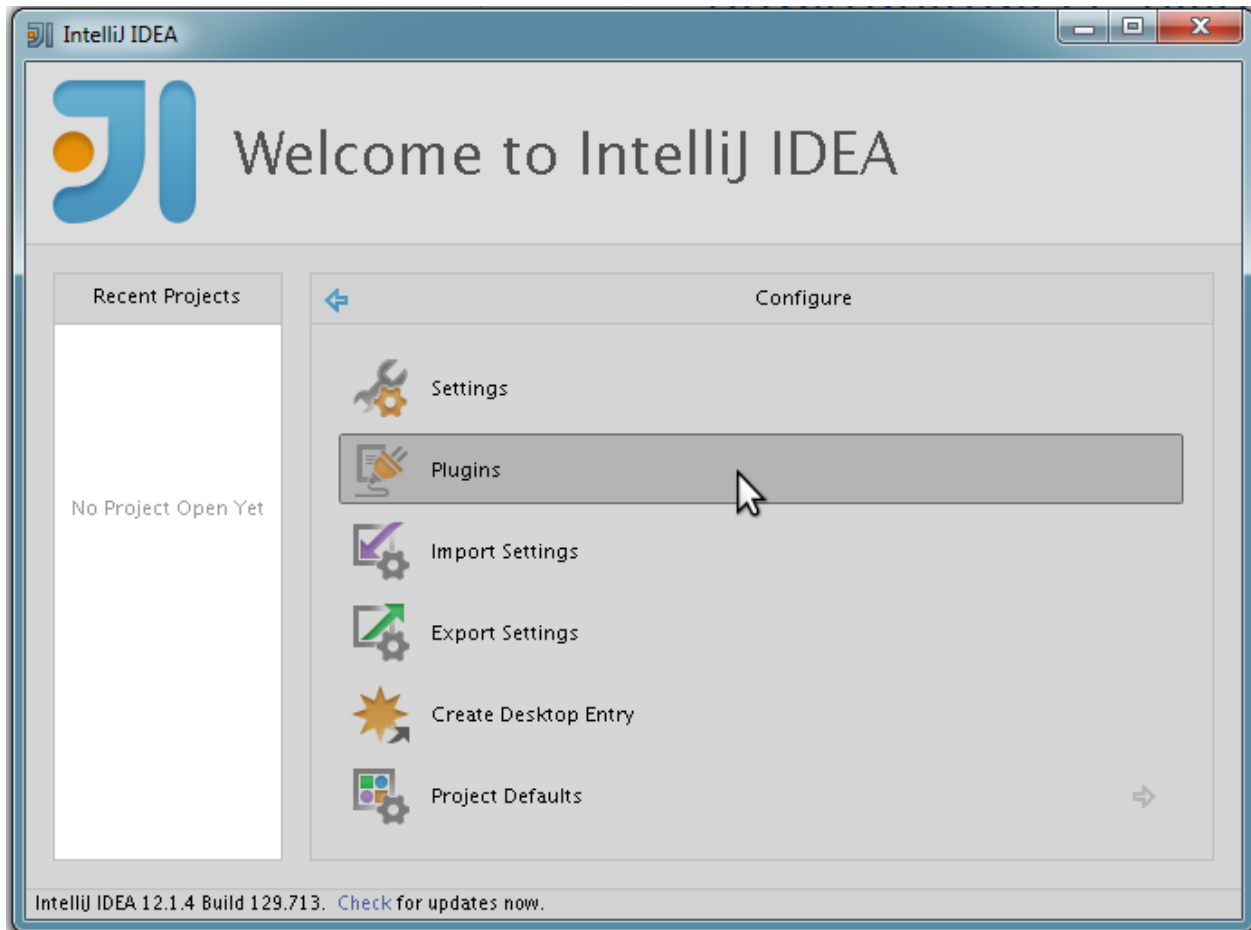 IntelliJ IDEA
Welcome to IntelliJ IDEA
Recent Projects
Configure
Settings
Plugins
No Project Open Yet
Import Settings
Export Settings
Create Desktop Entry
Project Defaults
IntelliJ IDEA 12.1.4 Build 129.713. Check for updates now.